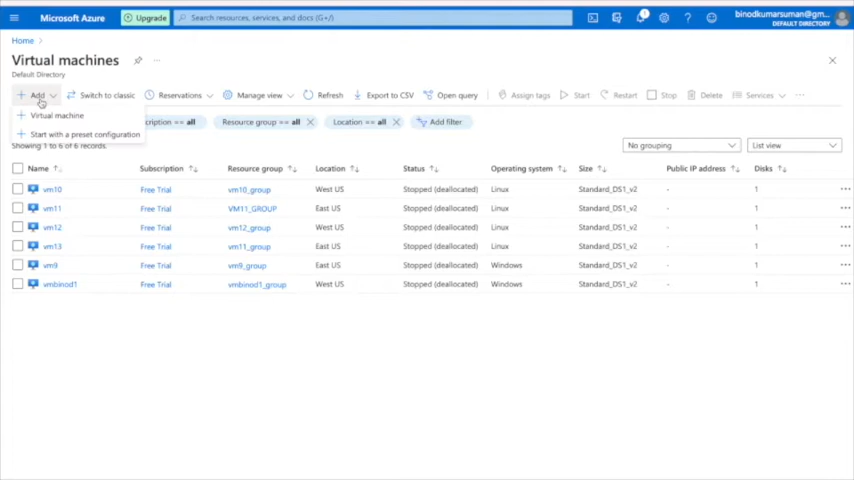 Microsoft Azure Upgrade Search resources, services, and docs (G+/) 1 binodkumarsuman@gm... DEFAULT DIRECTORY
Home
Virtual machines ...
Default Directory
Add Switch to classic Reservations Manage view Refresh Export to CSV Open query Assign tags Start Restart Stop Delete Services ...
Virtual machine
cription == all Resource group == all Location == all Add filter
Start with a preset configuration
Showing 1 to 6 of 6 records. No grouping List view
Name Subscription Resource group Location Status Operating system Size Public IP address Disks
vm10 Free Trial vm10_group West US Stopped (deallocated) Linux Standard_DS1_v2 - 1 ...
vm11 Free Trial VM11_GROUP East US Stopped (deallocated) Linux Standard_DS1_v2 - 1 ...
vm12 Free Trial vm12_group West US Stopped (deallocated) Linux Standard_DS1_v2 - 1 ...
vm13 Free Trial vm11_group East US Stopped (deallocated) Linux Standard_DS1_v2 - 1 ...
vm9 Free Trial vm9_group East US Stopped (deallocated) Windows Standard_DS1_v2 - 1 ...
vmbinod1 Free Trial vmbinod1_group West US Stopped (deallocated) Windows Standard_DS1_v2 - 1 ...